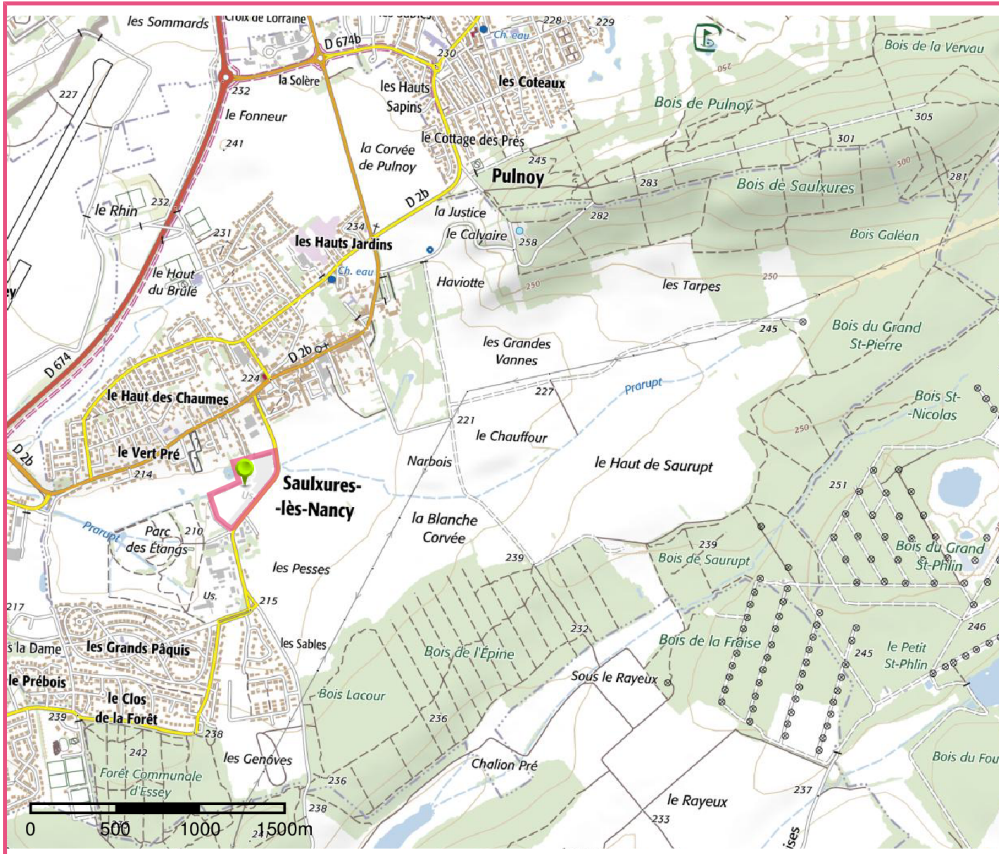 les Sommards
Croix de Lorraine
D 674b
230
Ch. eau
228
229
Bois de la Vervau
227
232
la Solère
les Hauts
Sapins
les Coteaux
250
le Fonneur
241
la Corvée
de Pulnoy
le Cottage des Prés
Bois de Pulnoy
305
301
245
Pulnoy
283
Bois de Saulxures
300
281
le Rhin
232
D 2b
la Justice
le Calvaire
282
258
231
234
les Hauts Jardins
Bois Galéan
le Haut
du Brûlé
Ch. eau
Haviotte
250
les Tarpes
250
250
ey
les Grandes
Vannes
245
Bois du Grand
St-Pierre
D 674
D 2b
224
227
Prarupt
Bois St-
-Nicolas
le Haut des Chaumes
221
le Chauffour
250
D 2b
le Vert Pré
214
Narbois
le Haut de Saurupt
Us.
Saulxures-
-lès-Nancy
251
Prarupt
210
Parc
des Étangs
la Blanche
Corvée
239
239
Bois de Saurupt
Bois du Grand
St-Phlin
les Pesses
Us.
215
217
246
232
s la Dame
les Grands Pâquis
les Sables
Bois de l'Épine
Bois de la Fraise
245
le Petit
St-Phlin
le Prébois
le Clos
de la Forêt
Bois Lacour
Sous le Rayeux
239
238
236
242
les Genôves
Forêt Communale
d'Essey
236
Chalion Pré
Bois du Fou
238
le Rayeux
237
233
ises
0 500 1000 1500m